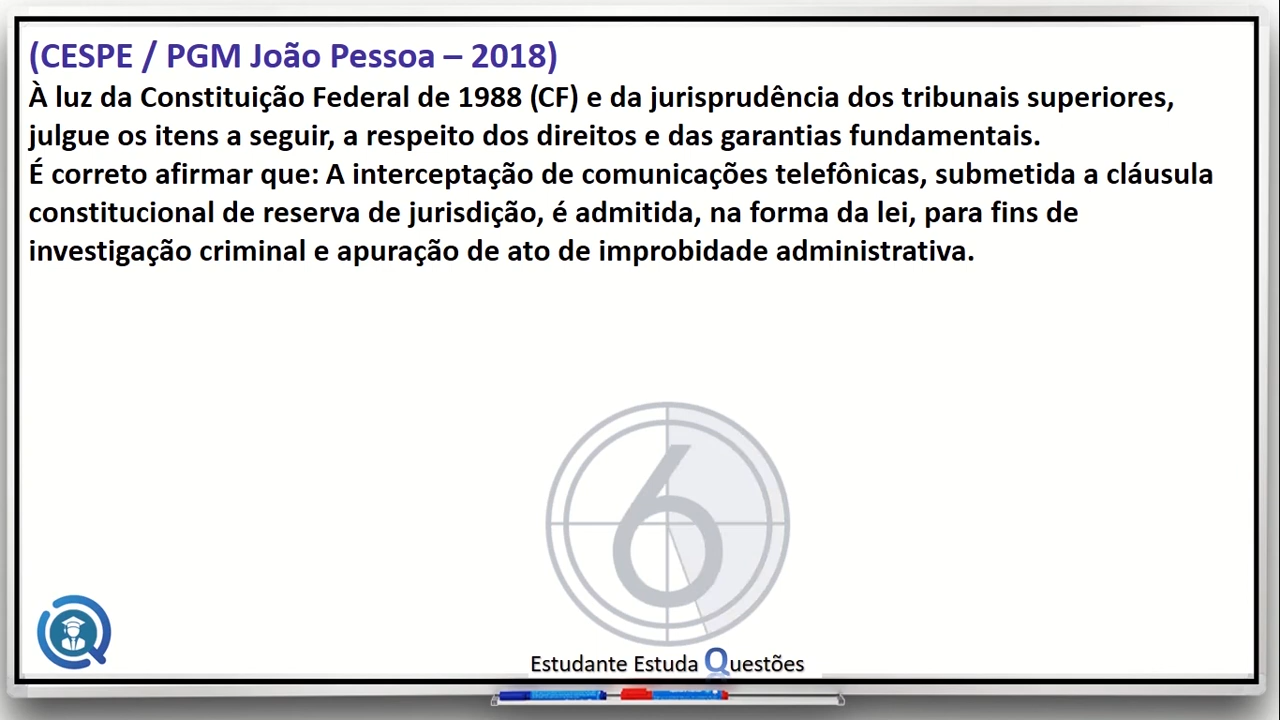 (CESPE / PGM João Pessoa – 2018)
À luz da Constituição Federal de 1988 (CF) e da jurisprudência dos tribunais superiores,
julgue os itens a seguir, a respeito dos direitos e das garantias fundamentais.
É correto afirmar que: A interceptação de comunicações telefônicas, submetida a cláusula
constitucional de reserva de jurisdição, é admitida, na forma da lei, para fins de
investigação criminal e apuração de ato de improbidade administrativa.
6
Estudante Estuda Questões